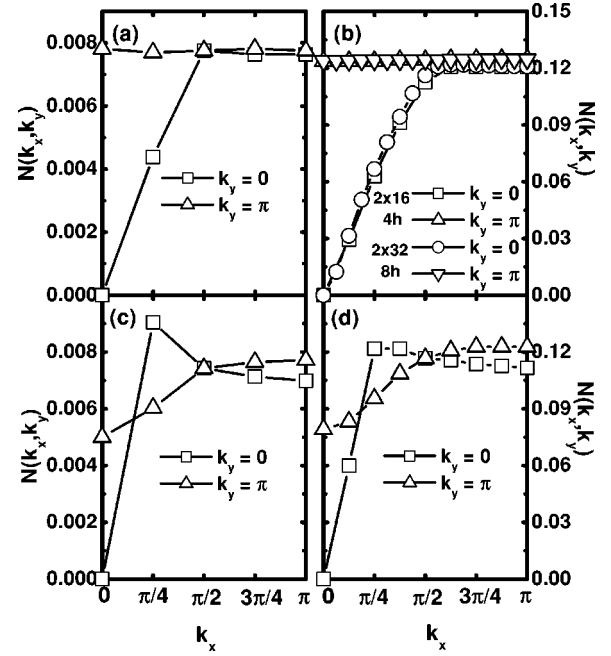 (a)
(b)
0.008
0.006
0.004
0.002
0.000
N(kx,ky)
ky = 0
ky = π
0.15
0.12
0.09
0.06
0.03
0.00
N(kx,ky)
2x16
4h
2x32
8h
ky = 0
ky = π
ky = 0
ky = π
(c)
(d)
0.008
0.006
0.004
0.002
0.000
N(kx,ky)
ky = 0
ky = π
0.12
0.09
0.06
0.03
0.00
N(kx,ky)
ky = 0
ky = π
0 π/4 π/2 3π/4 π
0 π/4 π/2 3π/4 π
kx
kx